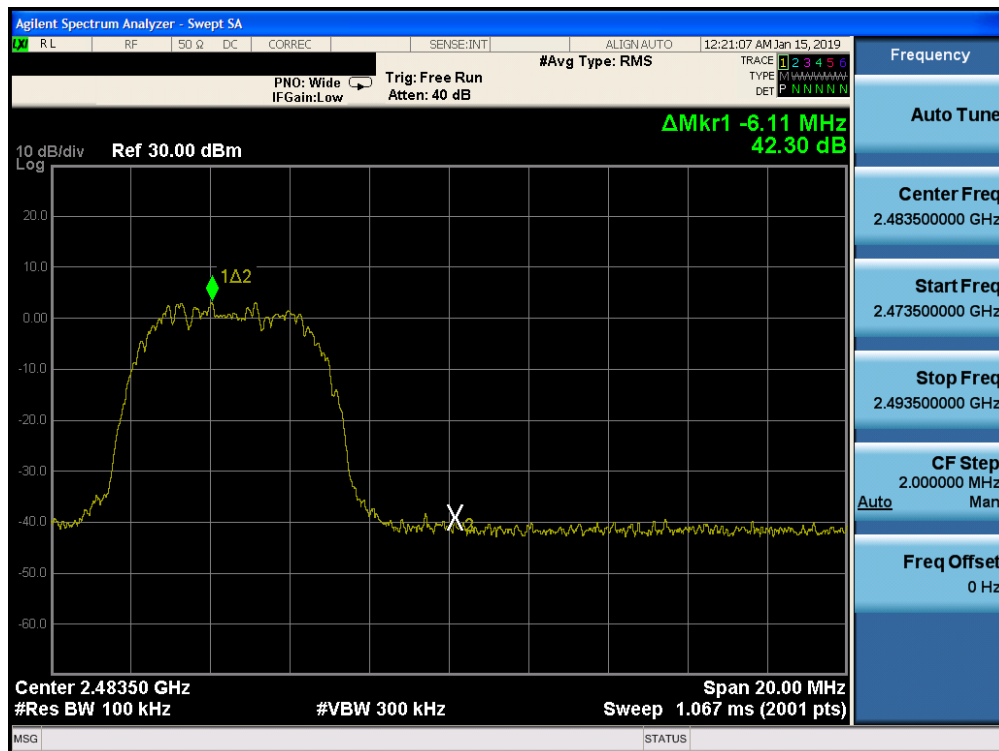 Agilent Spectrum Analyzer - Swept SA
LXI RL RF 50 Ω DC CORREC SENSE:INT ALIGN AUTO 12:21:07 AM Jan 15, 2019
Frequency
#Avg Type: RMS
TRACE 1 2 3 4 5 6
PNO: Wide Trig: Free Run
TYPE M W W W W W
IFGain:Low Atten: 40 dB
DET P N N N N N
Auto Tune
ΔMkr1 -6.11 MHz
42.30 dB
10 dB/div Ref 30.00 dBm
Log
20.0
10.0
0.00
-10.0
-20.0
-30.0
-40.0
-50.0
-60.0
1Δ2
2
Center Freq
2.483500000 GHz
Start Freq
2.473500000 GHz
Stop Freq
2.493500000 GHz
CF Step
2.000000 MHz
Auto Man
Freq Offset
0 Hz
Center 2.48350 GHz Span 20.00 MHz
#Res BW 100 kHz #VBW 300 kHz Sweep 1.067 ms (2001 pts)
MSG STATUS